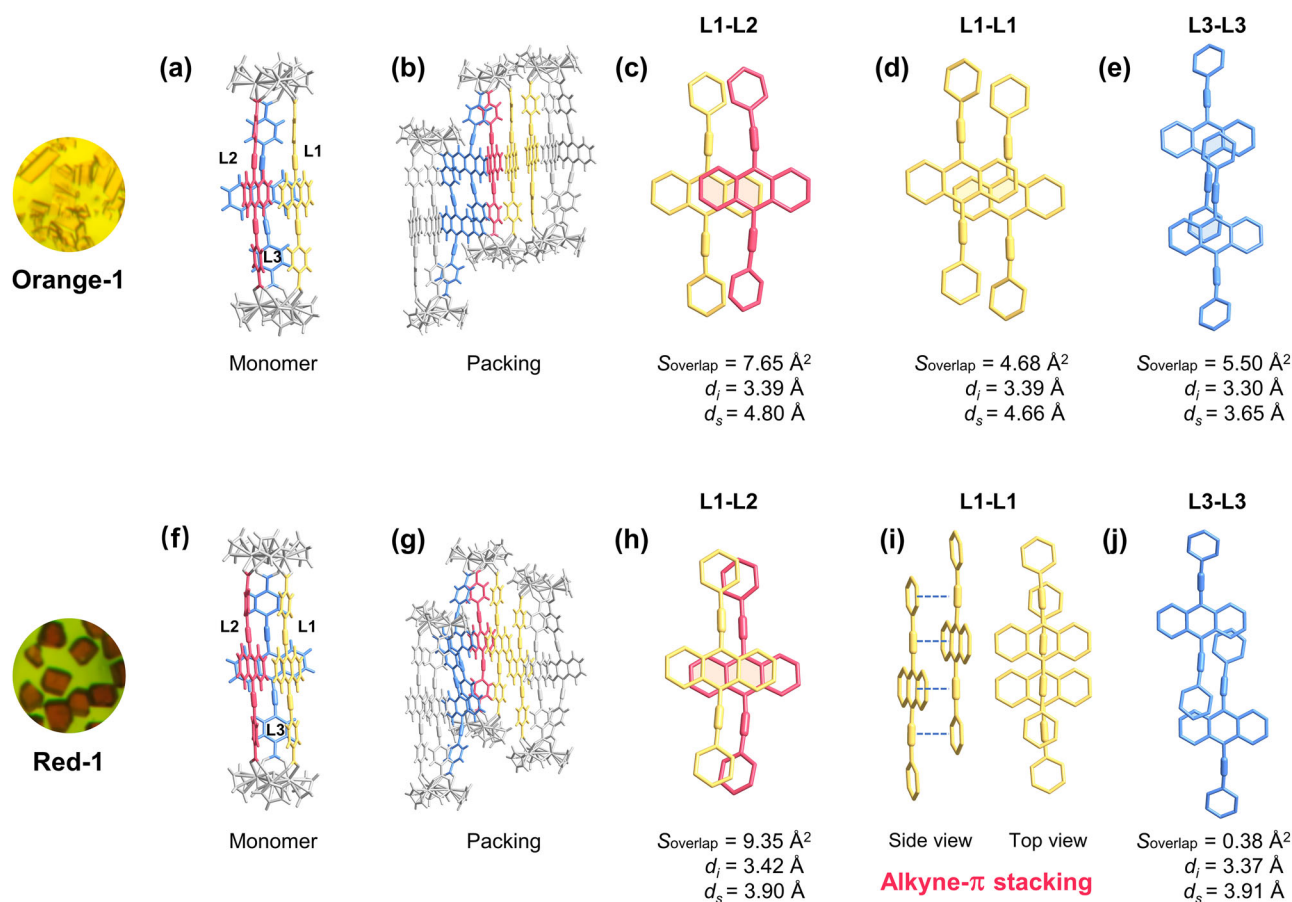 L1-L2
L1-L1
L3-L3
(a)
(b)
(c)
(d)
(e)
L2
L1
L3
Orange-1
Monomer
Packing
Soverlap = 7.65 Å²
di = 3.39 Å
ds = 4.80 Å
Soverlap = 4.68 Å²
di = 3.39 Å
ds = 4.66 Å
Soverlap = 5.50 Å²
di = 3.30 Å
ds = 3.65 Å
L1-L2
L1-L1
L3-L3
(f)
(g)
(h)
(i)
(j)
L2
L1
L3
Red-1
Monomer
Packing
Soverlap = 9.35 Å²
di = 3.42 Å
ds = 3.90 Å
Side view
Top view
Alkyne-π stacking
Soverlap = 0.38 Å²
di = 3.37 Å
ds = 3.91 Å